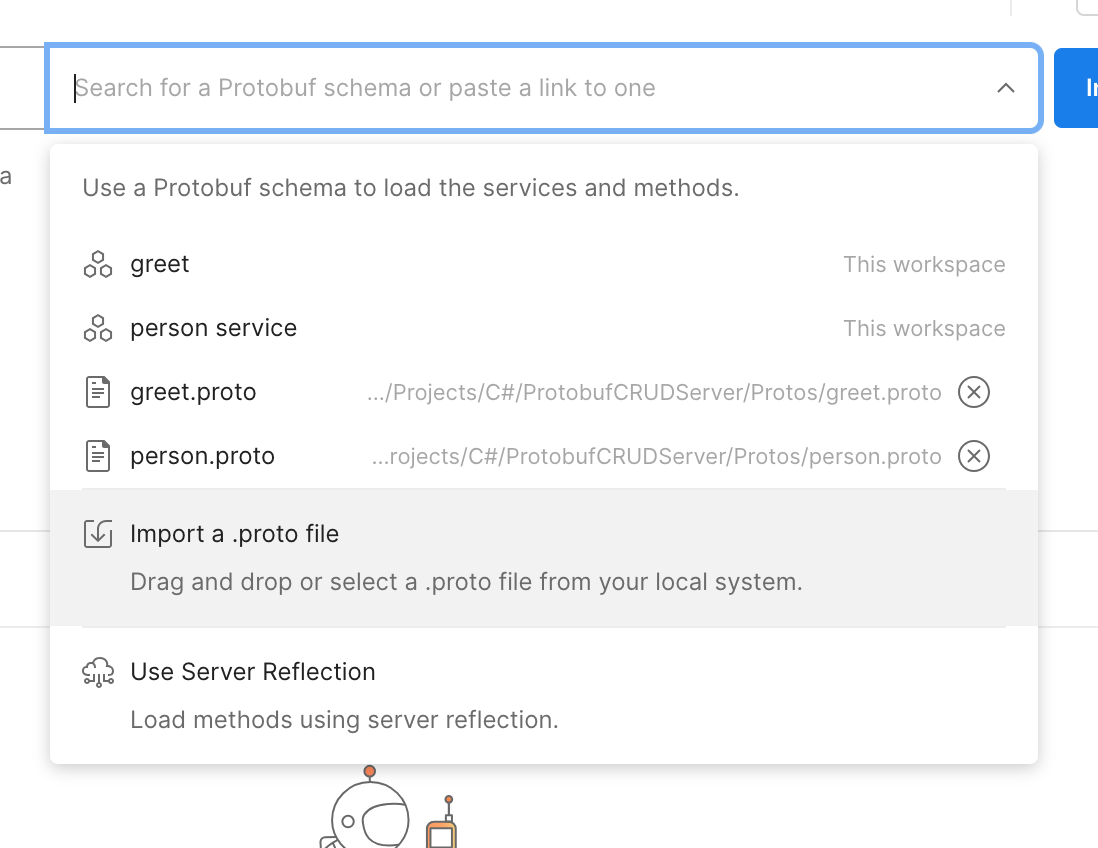 Search for a Protobuf schema or paste a link to one
a
Use a Protobuf schema to load the services and methods.
greet This workspace
person service This workspace
greet.proto .../Projects/C#/ProtobufCRUDServer/Protos/greet.proto
person.proto ...rojects/C#/ProtobufCRUDServer/Protos/person.proto
Import a .proto file
Drag and drop or select a .proto file from your local system.
Use Server Reflection
Load methods using server reflection.